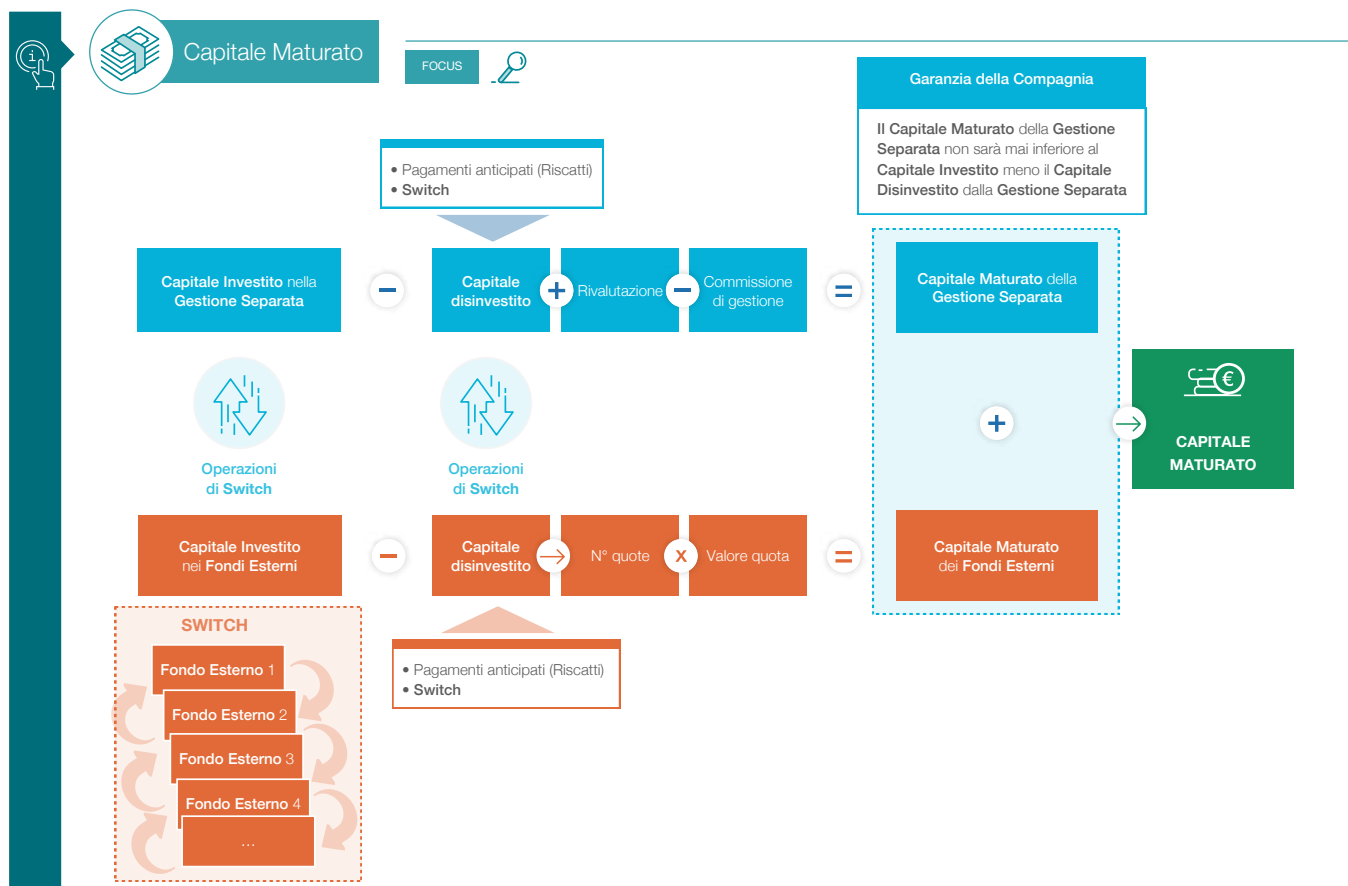 Capitale Maturato
FOCUS
Garanzia della Compagnia
Il Capitale Maturato della Gestione
Separata non sarà mai inferiore al
Capitale Investito meno il Capitale
Disinvestito dalla Gestione Separata
• Pagamenti anticipati (Riscatti)
• Switch
Capitale Investito nella
Gestione Separata
−
Capitale
disinvestito
+
Rivalutazione
−
Commissione
di gestione
=
Capitale Maturato della
Gestione Separata
Operazioni
di Switch
Operazioni
di Switch
+
→
€
CAPITALE
MATURATO
Capitale Investito
nei Fondi Esterni
−
Capitale
disinvestito
→
N° quote
x
Valore quota
=
Capitale Maturato
dei Fondi Esterni
SWITCH
Fondo Esterno 1
Fondo Esterno 2
Fondo Esterno 3
Fondo Esterno 4
...
• Pagamenti anticipati (Riscatti)
• Switch